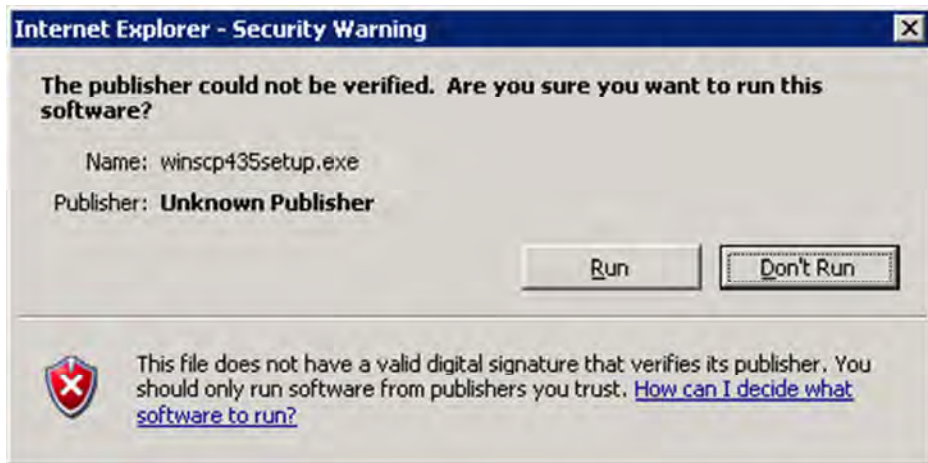 Internet Explorer - Security Warning
The publisher could not be verified.  Are you sure you want to run this
software?
Name: winscp435setup.exe
Publisher: Unknown Publisher
Run
Don't Run
This file does not have a valid digital signature that verifies its publisher. You
should only run software from publishers you trust. How can I decide what
software to run?